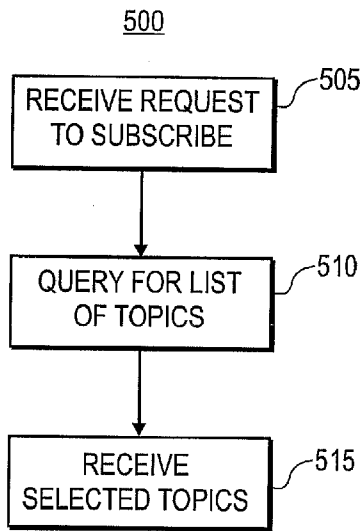 500
RECEIVE REQUEST
TO SUBSCRIBE
505
QUERY FOR LIST
OF TOPICS
510
RECEIVE
SELECTED TOPICS
515